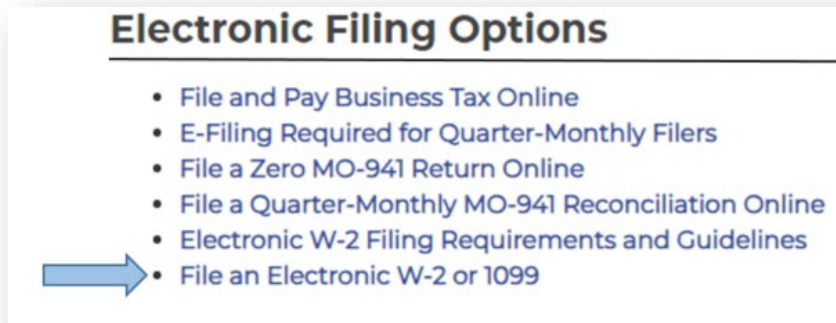 Electronic Filing Options
• File and Pay Business Tax Online
• E-Filing Required for Quarter-Monthly Filers
• File a Zero MO-941 Return Online
• File a Quarter-Monthly MO-941 Reconciliation Online
• Electronic W-2 Filing Requirements and Guidelines
• File an Electronic W-2 or 1099